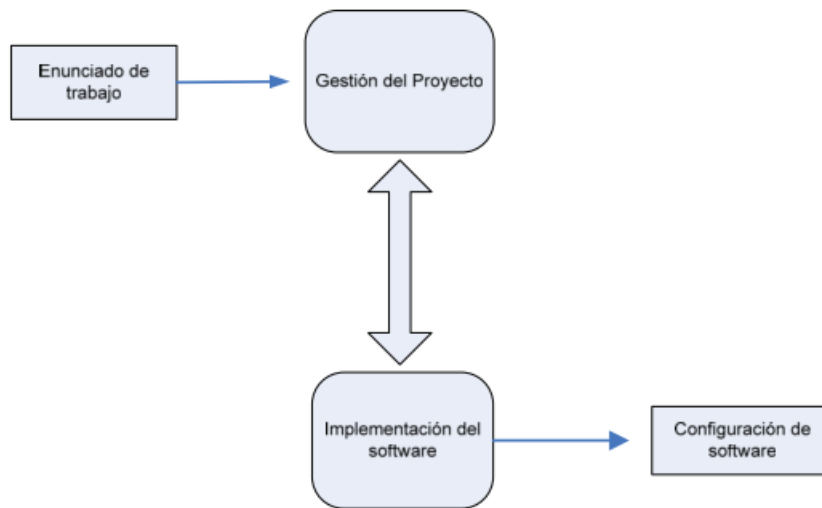 Enunciado de
trabajo
Gestión del Proyecto
Implementación del
software
Configuración de
software